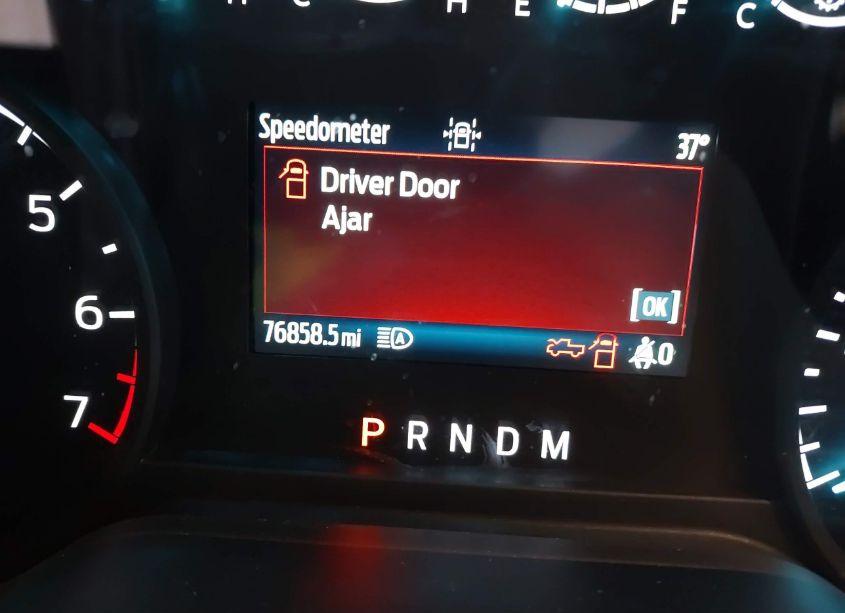 H C H E F C
Speedometer 37°
Driver Door
Ajar
5
[OK]
6
76858.5 mi A 0
7
P R N D M